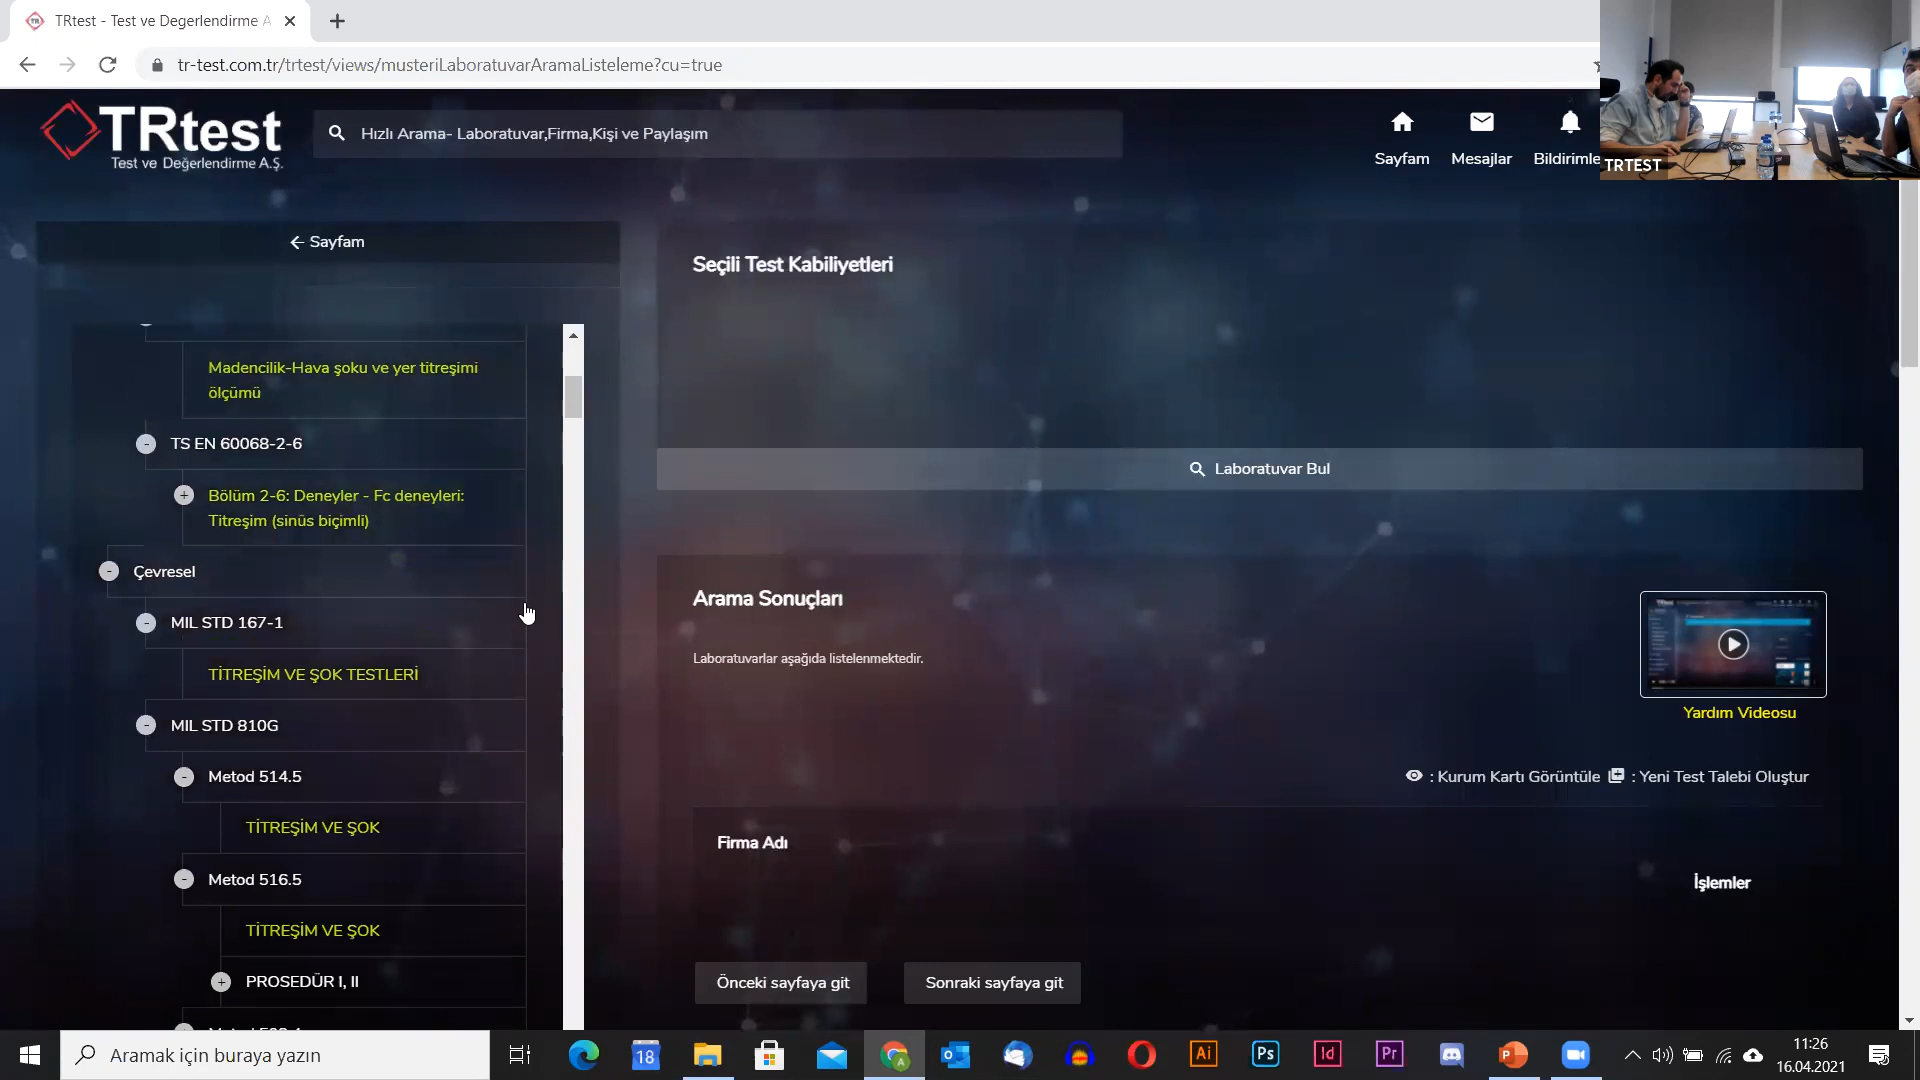 TRtest - Test ve Degerlendirme A
tr-test.com.tr/trtest/views/musteriLaboratuvarAramaListeleme?cu=true
TRtest
Test ve Değerlendirme A.Ş.
Hızlı Arama- Laboratuvar,Firma,Kişi ve Paylaşım
Sayfam
Mesajlar
Bildirimle
TRTEST
Sayfam
Madencilik-Hava şoku ve yer titreşimi
ölçümü
TS EN 60068-2-6
Bölüm 2-6: Deneyler - Fc deneyleri:
Titreşim (sinüs biçimli)
Çevresel
MIL STD 167-1
TİTREŞİM VE ŞOK TESTLERİ
MIL STD 810G
Metod 514.5
TİTREŞİM VE ŞOK
Metod 516.5
TİTREŞİM VE ŞOK
PROSEDÜR I, II
Seçili Test Kabiliyetleri
Laboratuvar Bul
Arama Sonuçları
Laboratuvarlar aşağıda listelenmektedir.
Yardım Videosu
: Kurum Kartı Görüntüle : Yeni Test Talebi Oluştur
Firma Adı
İşlemler
Önceki sayfaya git
Sonraki sayfaya git
Aramak için buraya yazın
18
Ai
Ps
Id
Pr
11:26
16.04.2021